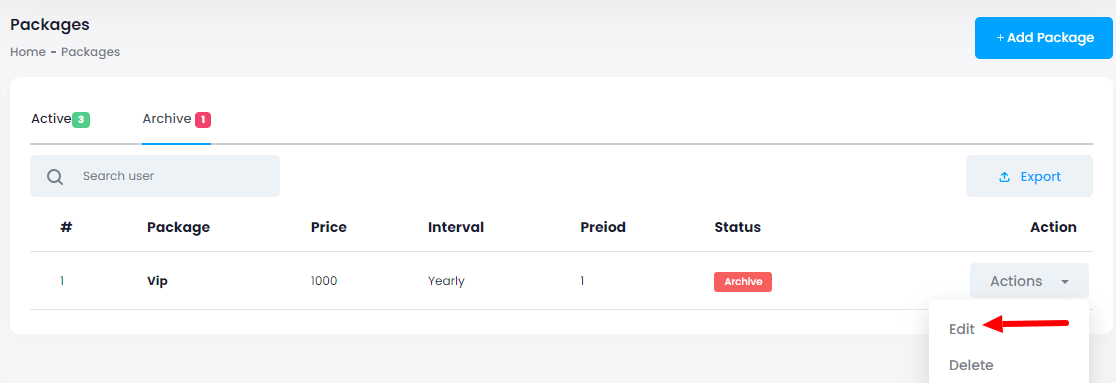 Packages
+ Add Package
Home - Packages
Active 3 Archive 1
Search user
Export
# Package Price Interval Preiod Status Action
1 Vip 1000 Yearly 1 Archive Actions
Edit
Delete